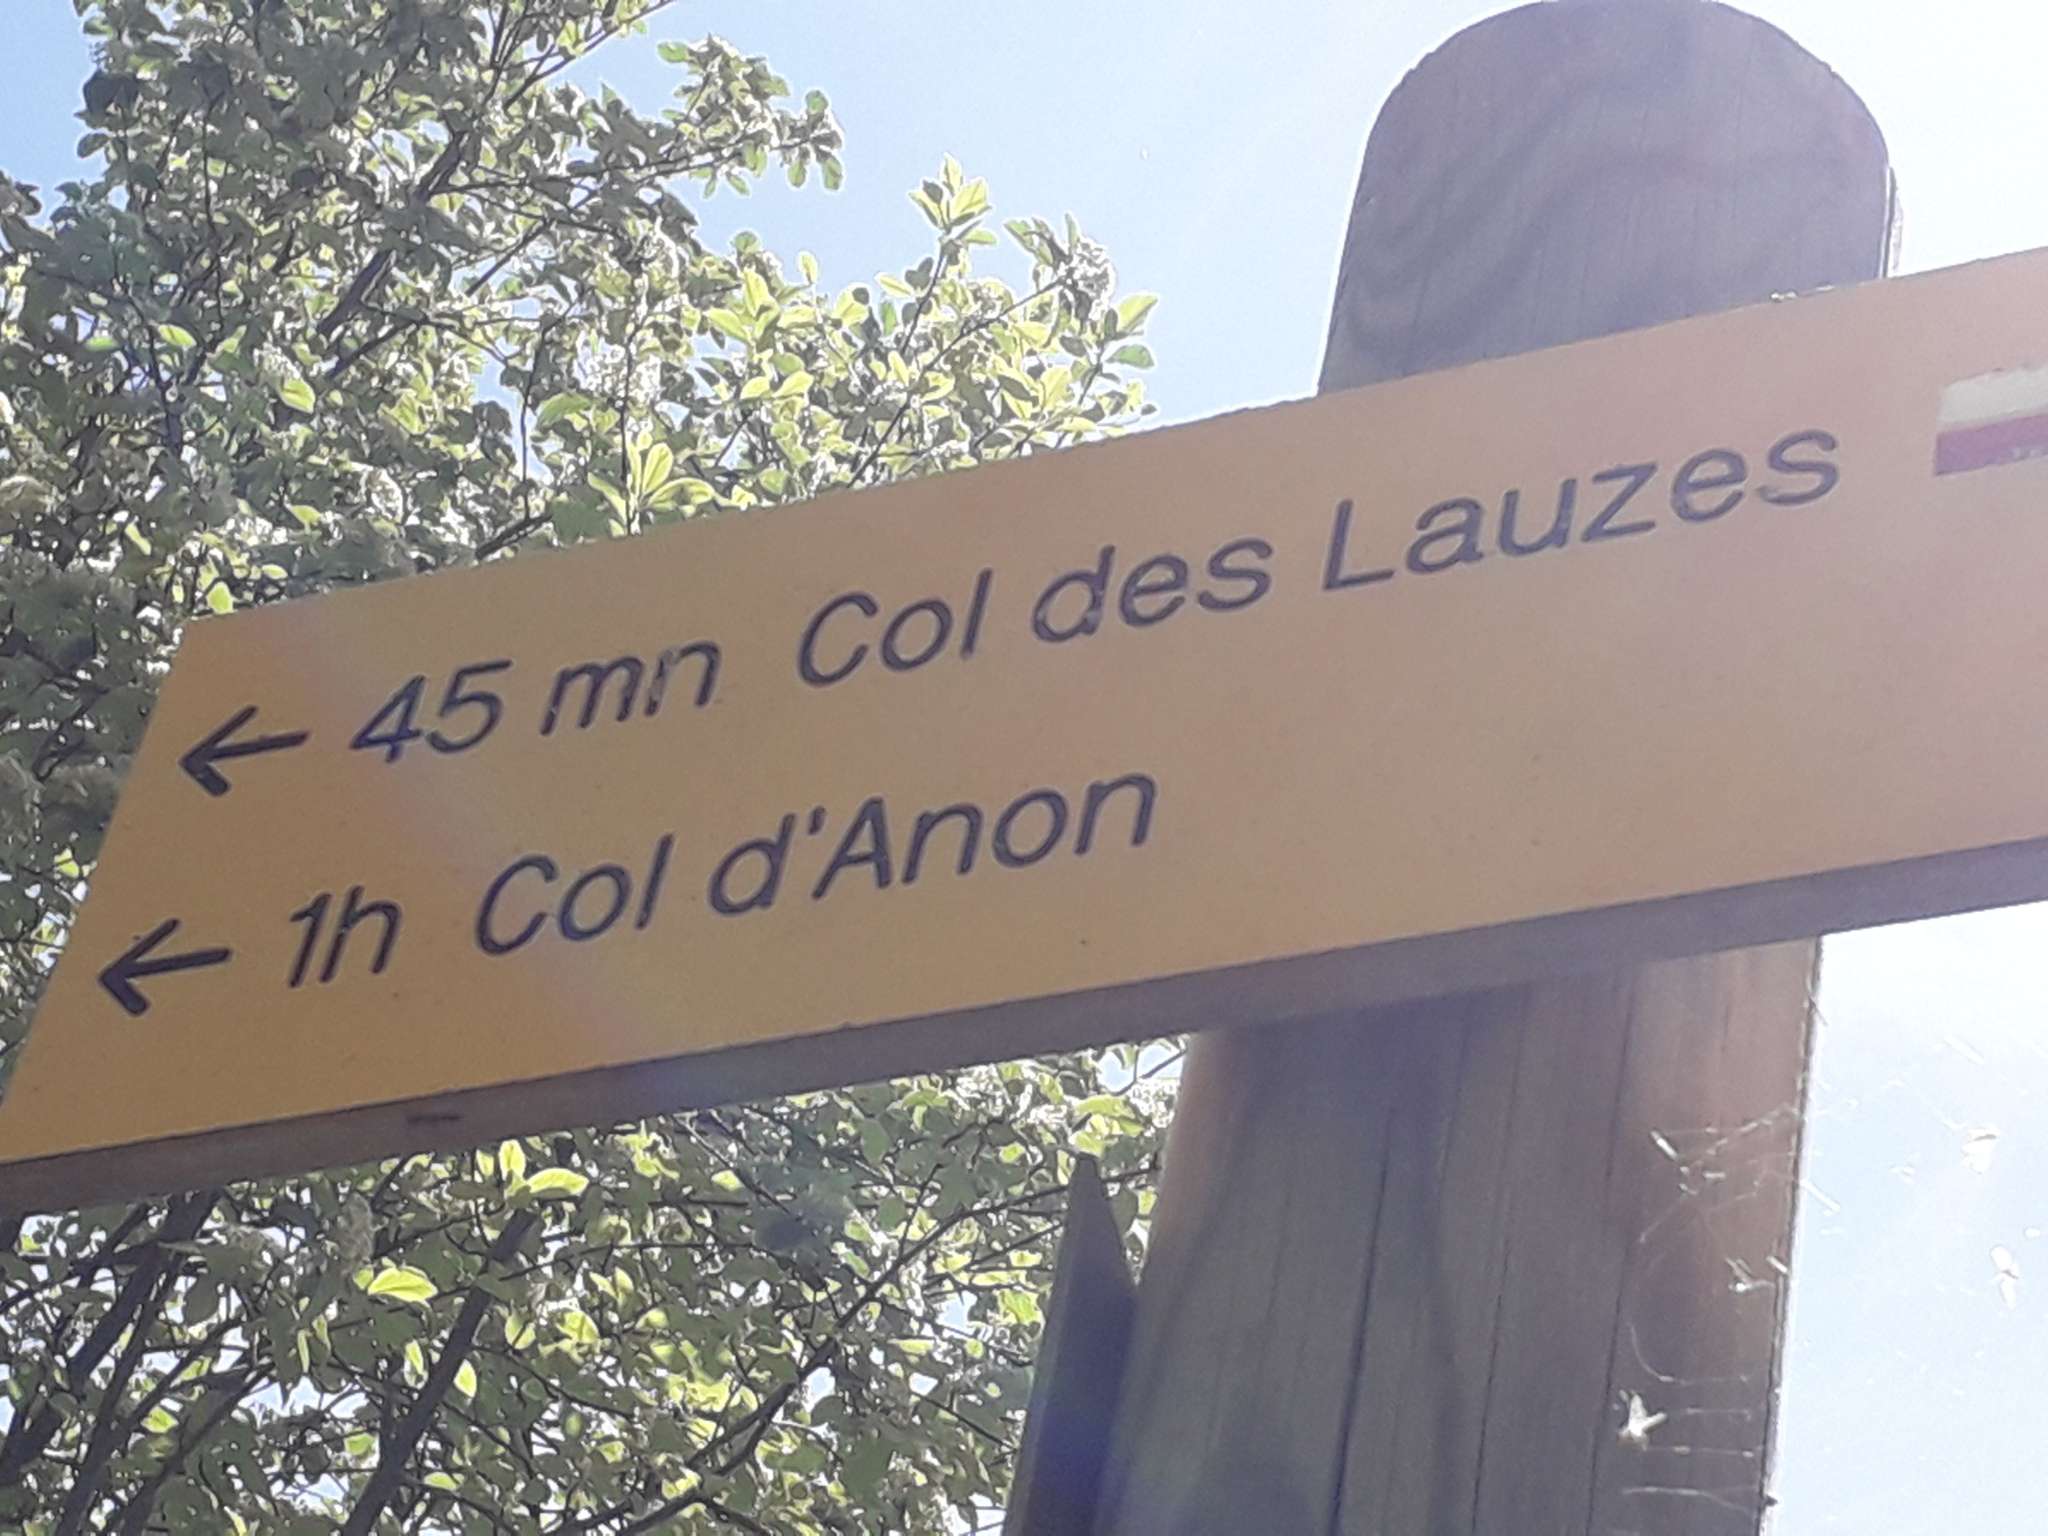 ← 45 mn Col des Lauzes
← 1h Col d'Anon